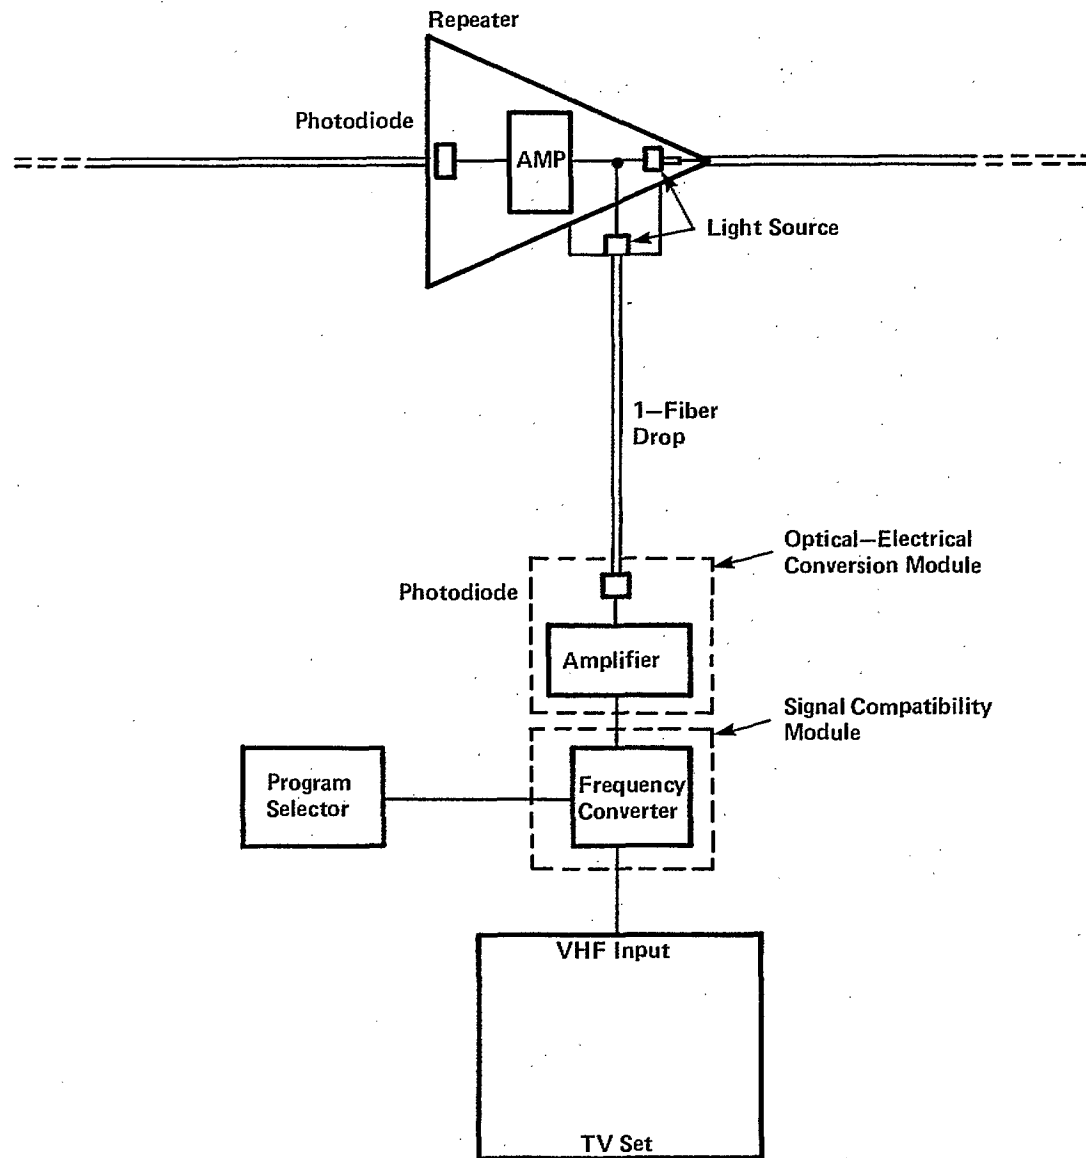 Repeater
Photodiode
AMP
Light Source
1—Fiber
Drop
Optical—Electrical
Conversion Module
Photodiode
Amplifier
Signal Compatibility
Module
Program
Selector
Frequency
Converter
VHF Input
TV Set